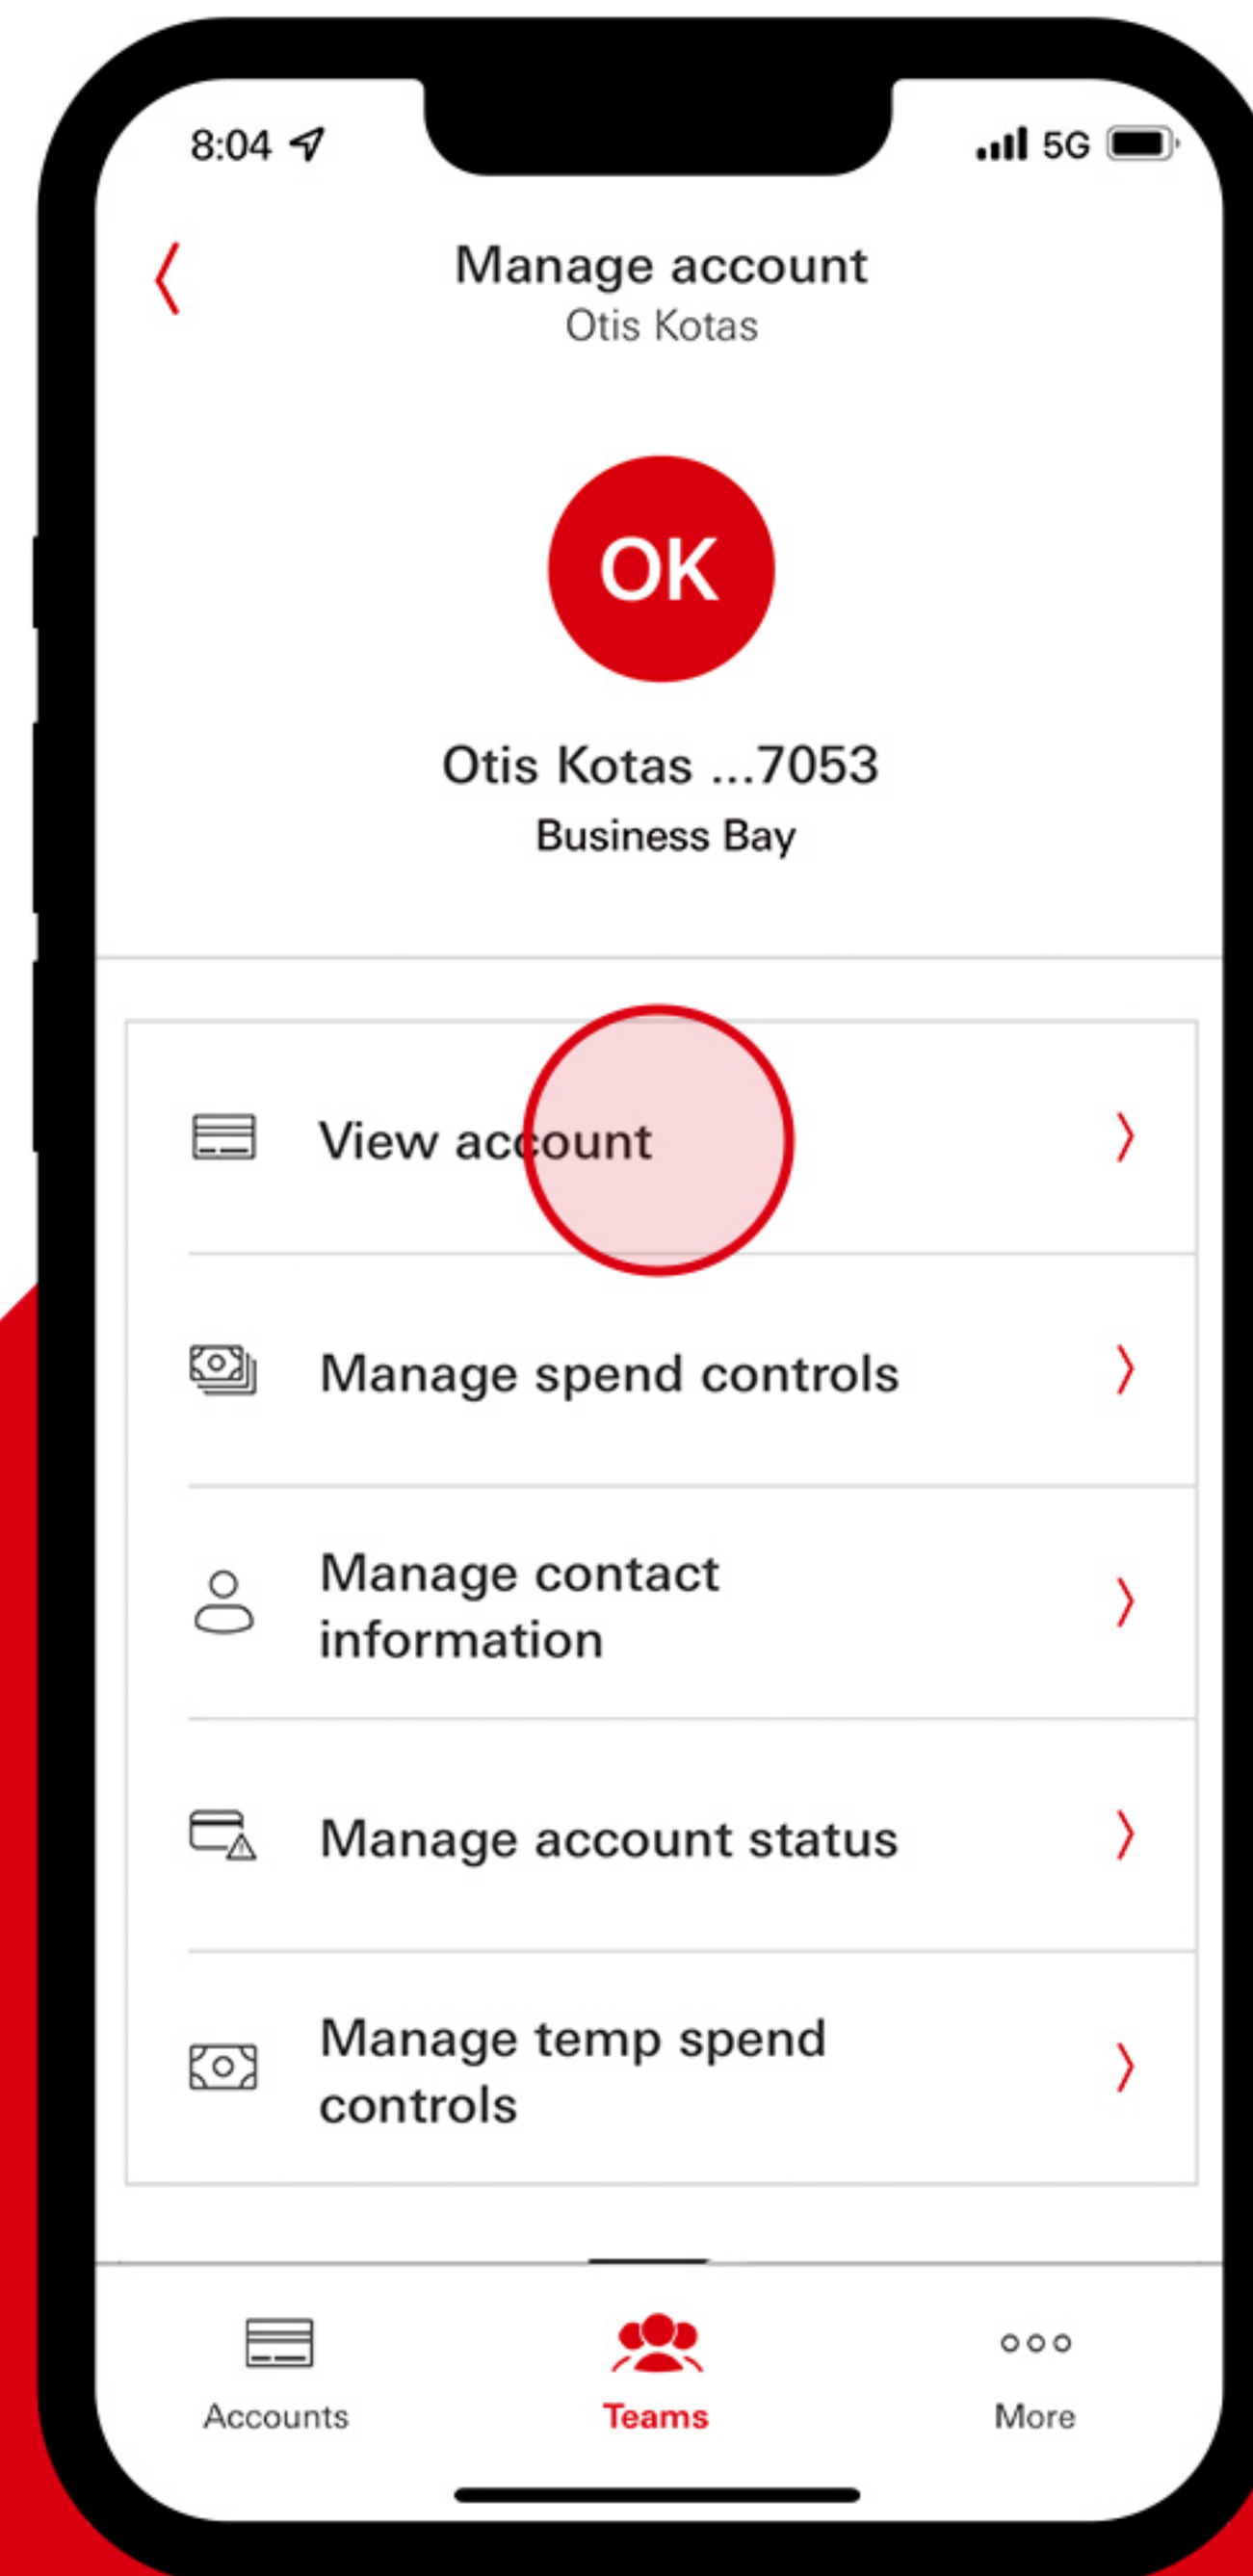 8:04 5G
Manage account
Otis Kotas
OK
Otis Kotas ...7053
Business Bay
View account
Manage spend controls
Manage contact
information
Manage account status
Manage temp spend
controls
Accounts Teams More